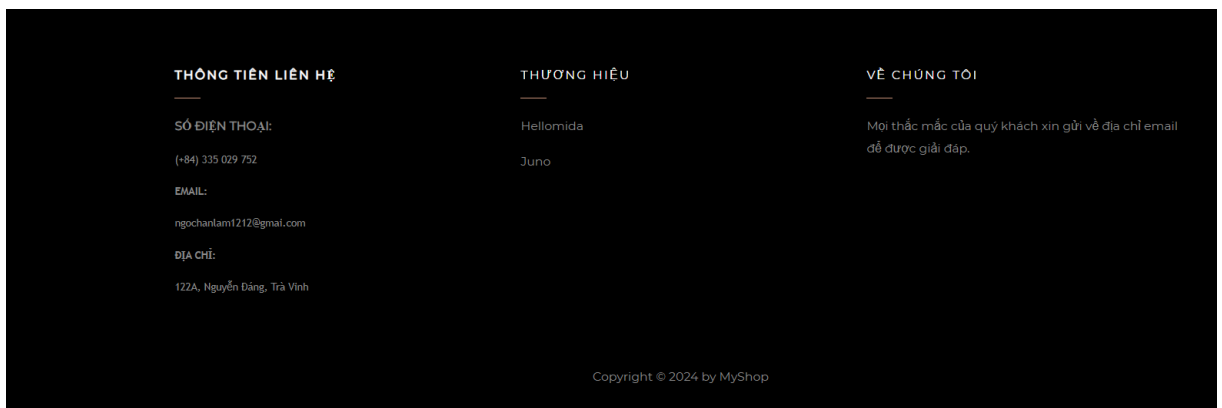 THÔNG TIÊN LIÊN HỆ
SỐ ĐIỆN THOẠI:
(+84) 335 029 752
EMAIL:
ngochanlam1212@gmai.com
ĐỊA CHỈ:
122A, Nguyễn Đáng, Trà Vinh
THƯƠNG HIỆU
Hellomida
Juno
VỀ CHÚNG TÔI
Mọi thắc mắc của quý khách xin gửi về địa chỉ email
để được giải đáp.
Copyright © 2024 by MyShop